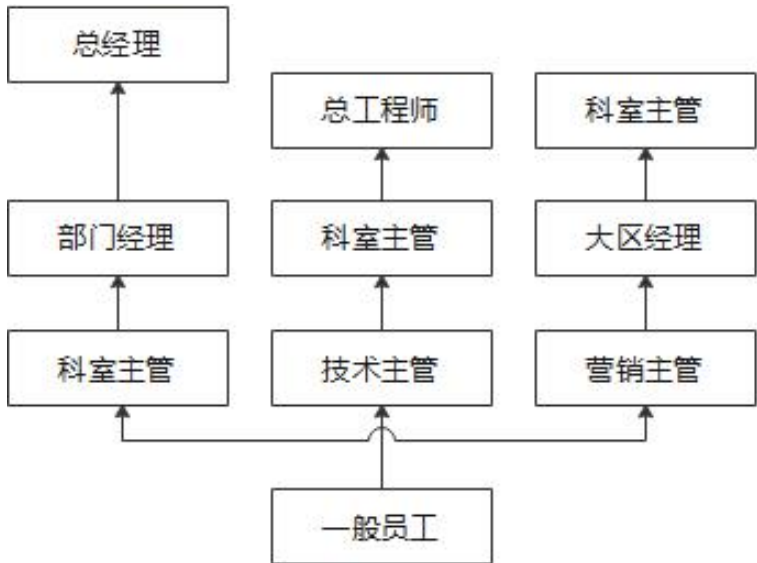 总经理
总工程师
科室主管
部门经理
科室主管
大区经理
科室主管
技术主管
营销主管
一般员工